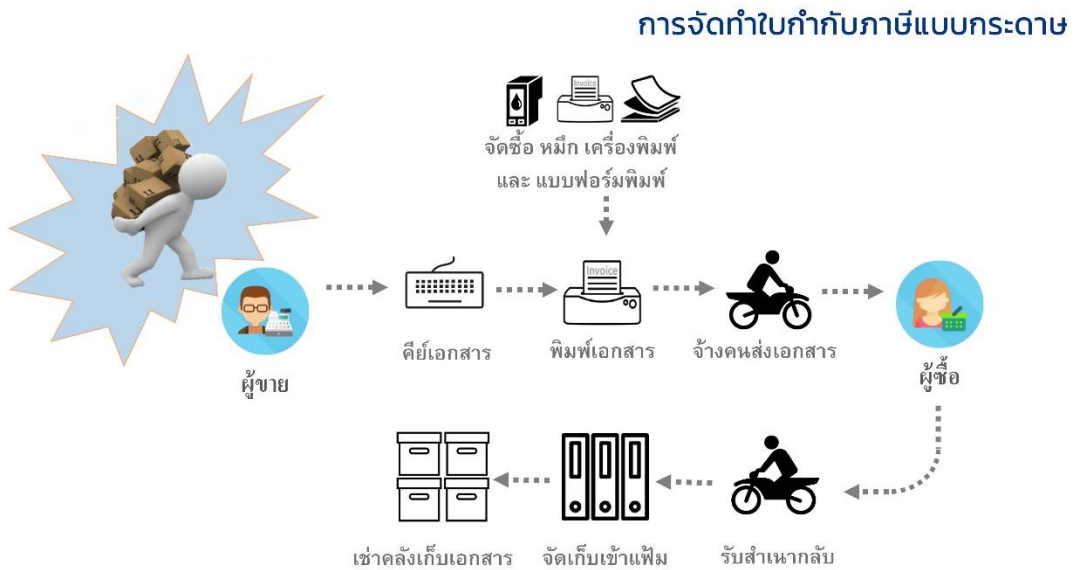 การจัดทำใบกำกับภาษีแบบกระดาษ
Invoice
จัดซื้อ หมึก เครื่องพิมพ์
และ แบบฟอร์มพิมพ์
Invoice
คีย์เอกสาร
พิมพ์เอกสาร
จ้างคนส่งเอกสาร
ผู้ขาย
ผู้ซื้อ
เช่าคลังเก็บเอกสาร
จัดเก็บเข้าแฟ้ม
รับสำเนากลับ